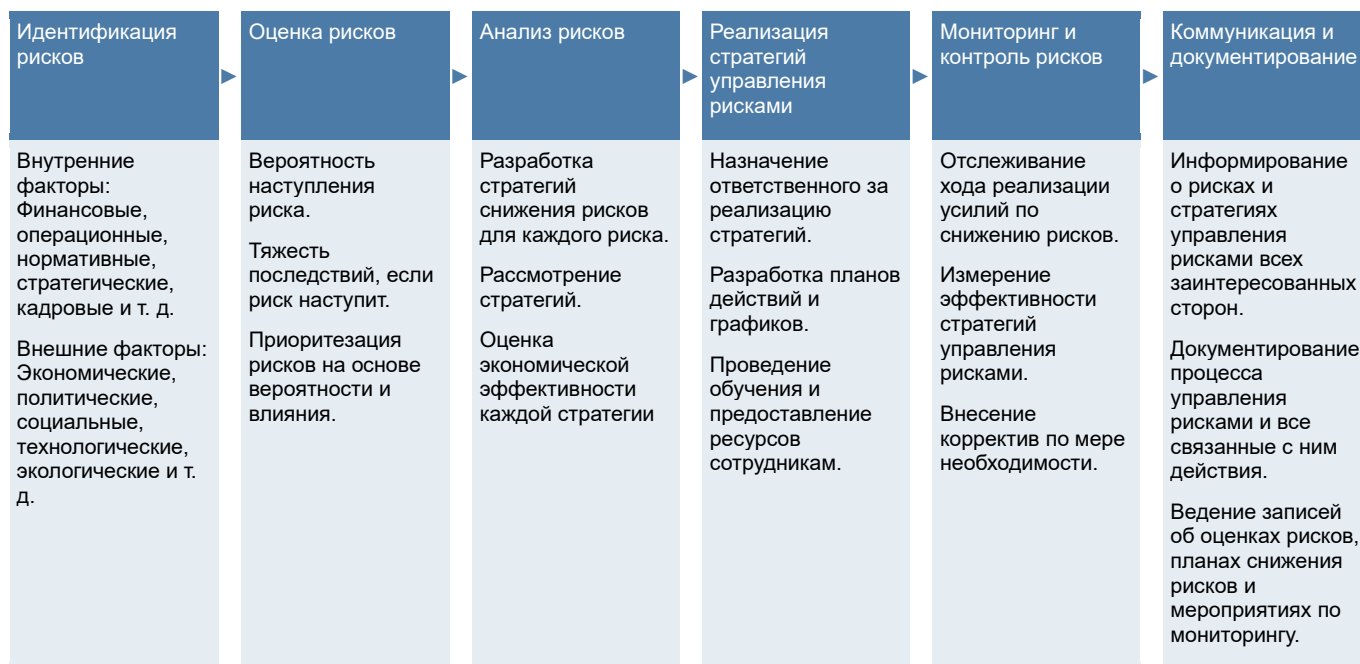 Идентификация
рисков
Оценка рисков
Анализ рисков
Реализация
стратегий
управления
рисками
Мониторинг и
контроль рисков
Коммуникация и
документирование
Внутренние
факторы:
Финансовые,
операционные,
нормативные,
стратегические,
кадровые и т. д.
Внешние факторы:
Экономические,
политические,
социальные,
технологические,
экологические и т.
д.
Вероятность
наступления
риска.
Тяжесть
последствий, если
риск наступит.
Приоритезация
рисков на основе
вероятности и
влияния.
Разработка
стратегий
снижения рисков
для каждого риска.
Рассмотрение
стратегий.
Оценка
экономической
эффективности
каждой стратегии
Назначение
ответственного за
реализацию
стратегий.
Разработка планов
действий и
графиков.
Проведение
обучения и
предоставление
ресурсов
сотрудникам.
Отслеживание
хода реализации
усилий по
снижению рисков.
Измерение
эффективности
стратегий
управления
рисками.
Внесение
корректив по мере
необходимости.
Информирование
о рисках и
стратегиях
управления
рисками всех
заинтересованных
сторон.
Документирование
процесса
управления
рисками и все
связанные с ним
действия.
Ведение записей
об оценках рисков,
планах снижения
рисков и
мероприятиях по
мониторингу.